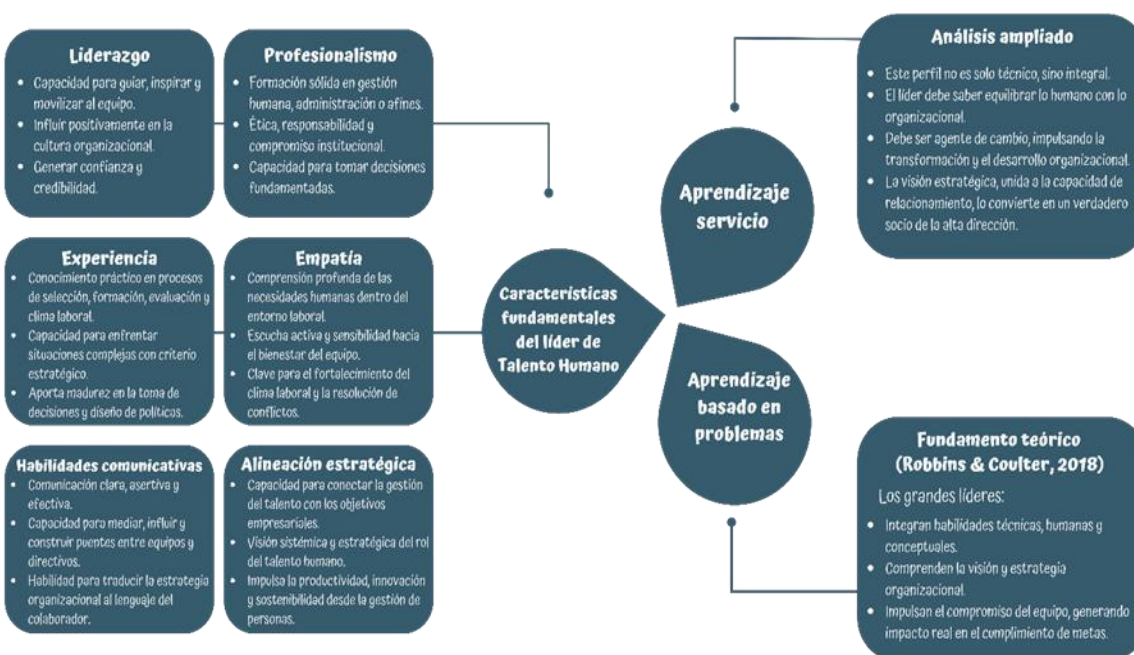 Liderazgo
• Capacidad para guiar, inspirar y
movilizar al equipo.
• Influir positivamente en la
cultura organizacional.
• Generar confianza y
credibilidad.
Profesionalismo
• Formación sólida en gestión
humana, administración o afines.
• Ética, responsabilidad y
compromiso institucional.
• Capacidad para tomar decisiones
fundamentadas.
Experiencia
• Conocimiento práctico en procesos
de selección, formación, evaluación y
clima laboral.
• Capacidad para enfrentar
situaciones complejas con criterio
estratégico.
• Aporta madurez en la toma de
decisiones y diseño de políticas.
Empatía
• Comprensión profunda de las
necesidades humanas dentro del
entorno laboral.
• Escucha activa y sensibilidad hacia
el bienestar del equipo.
• Clave para el fortalecimiento del
clima laboral y la resolución de
conflictos.
Habilidades comunicativas
• Comunicación clara, asertiva y
efectiva.
• Capacidad para mediar, influir y
construir puentes entre equipos y
directivos.
• Habilidad para traducir la estrategia
organizacional al lenguaje del
colaborador.
Alineación estratégica
• Capacidad para conectar la gestión
del talento con los objetivos
empresariales.
• Visión sistémica y estratégica del rol
del talento humano.
• Impulsa la productividad, innovación
y sostenibilidad desde la gestión de
personas.
Características
fundamentales
del líder de
Talento Humano
Aprendizaje
servicio
Aprendizaje
basado en
problemas
Análisis ampliado
• Este perfil no es solo técnico, sino integral.
• El líder debe saber equilibrar lo humano con lo
organizacional.
• Debe ser agente de cambio, impulsando la
transformación y el desarrollo organizacional.
• La visión estratégica, unida a la capacidad de
relacionamiento, lo convierte en un verdadero
socio de la alta dirección.
Fundamento teórico
(Robbins & Coulter, 2018)
Los grandes líderes:
• Integran habilidades técnicas, humanas y
conceptuales.
• Comprenden la visión y estrategia
organizacional.
• Impulsan el compromiso del equipo, generando
impacto real en el cumplimiento de metas.